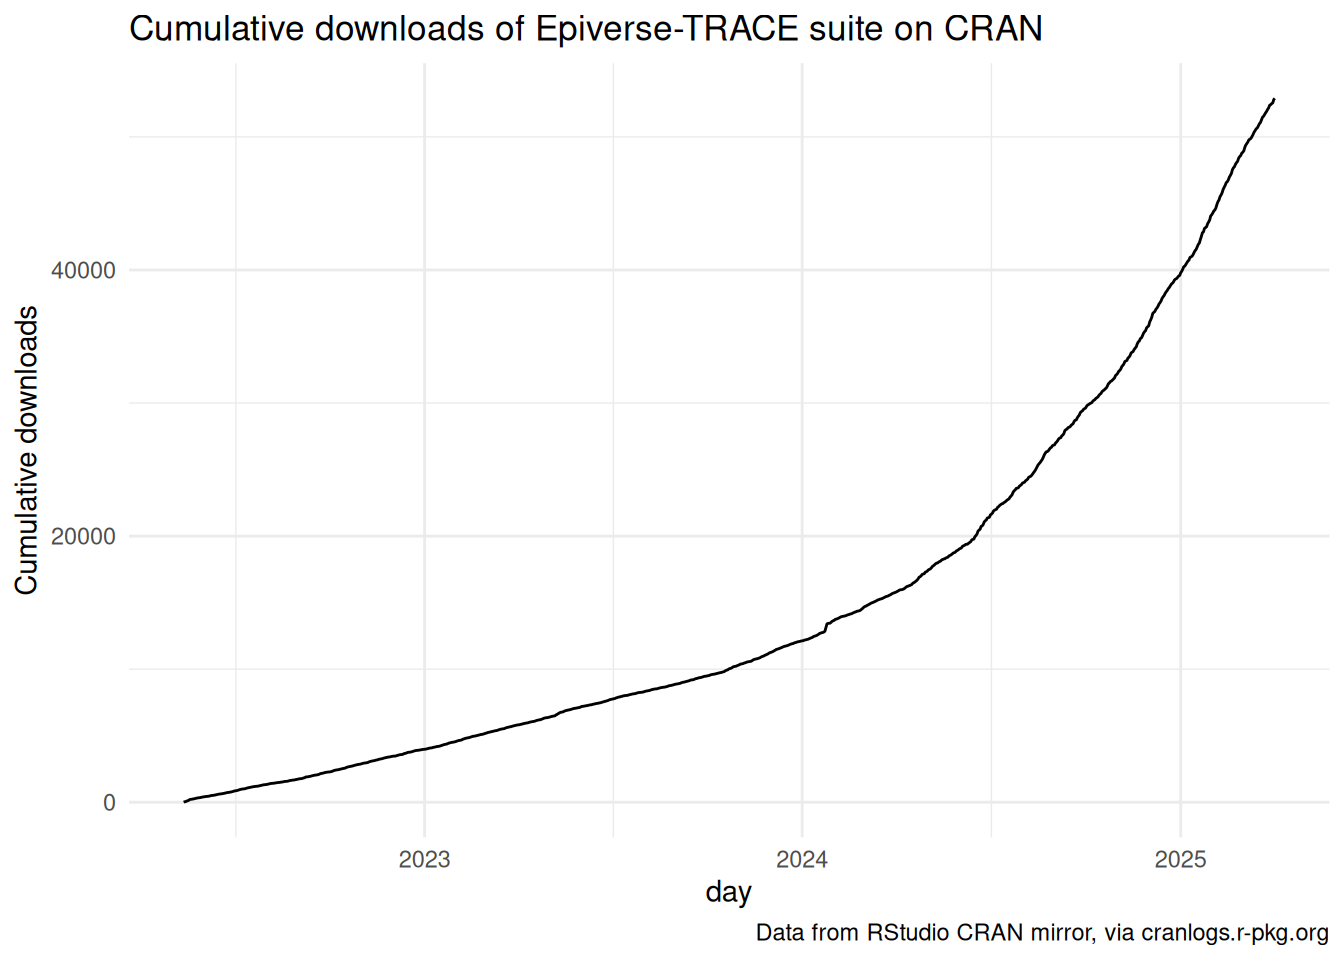 Cumulative downloads of Epiverse-TRACE suite on CRAN
Cumulative downloads
40000
20000
0
2023 2024 2025
day
Data from RStudio CRAN mirror, via cranlogs.r-pkg.org